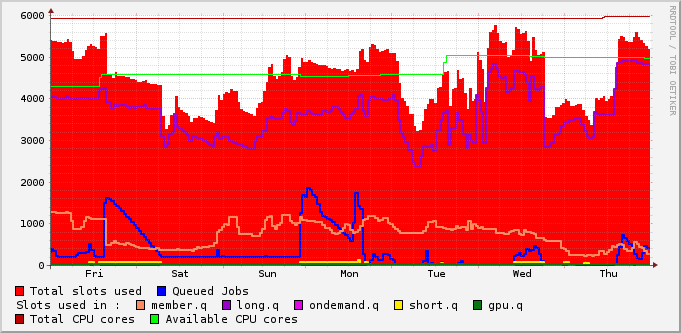 6000
5000
4000
3000
2000
1000
0
Fri Sat Sun Mon Tue Wed Thu
RRDTOOL / TOBI OETIKER
Total slots used Queued Jobs
Slots used in : member.q long.q ondemand.q short.q gpu.q
Total CPU cores Available CPU cores